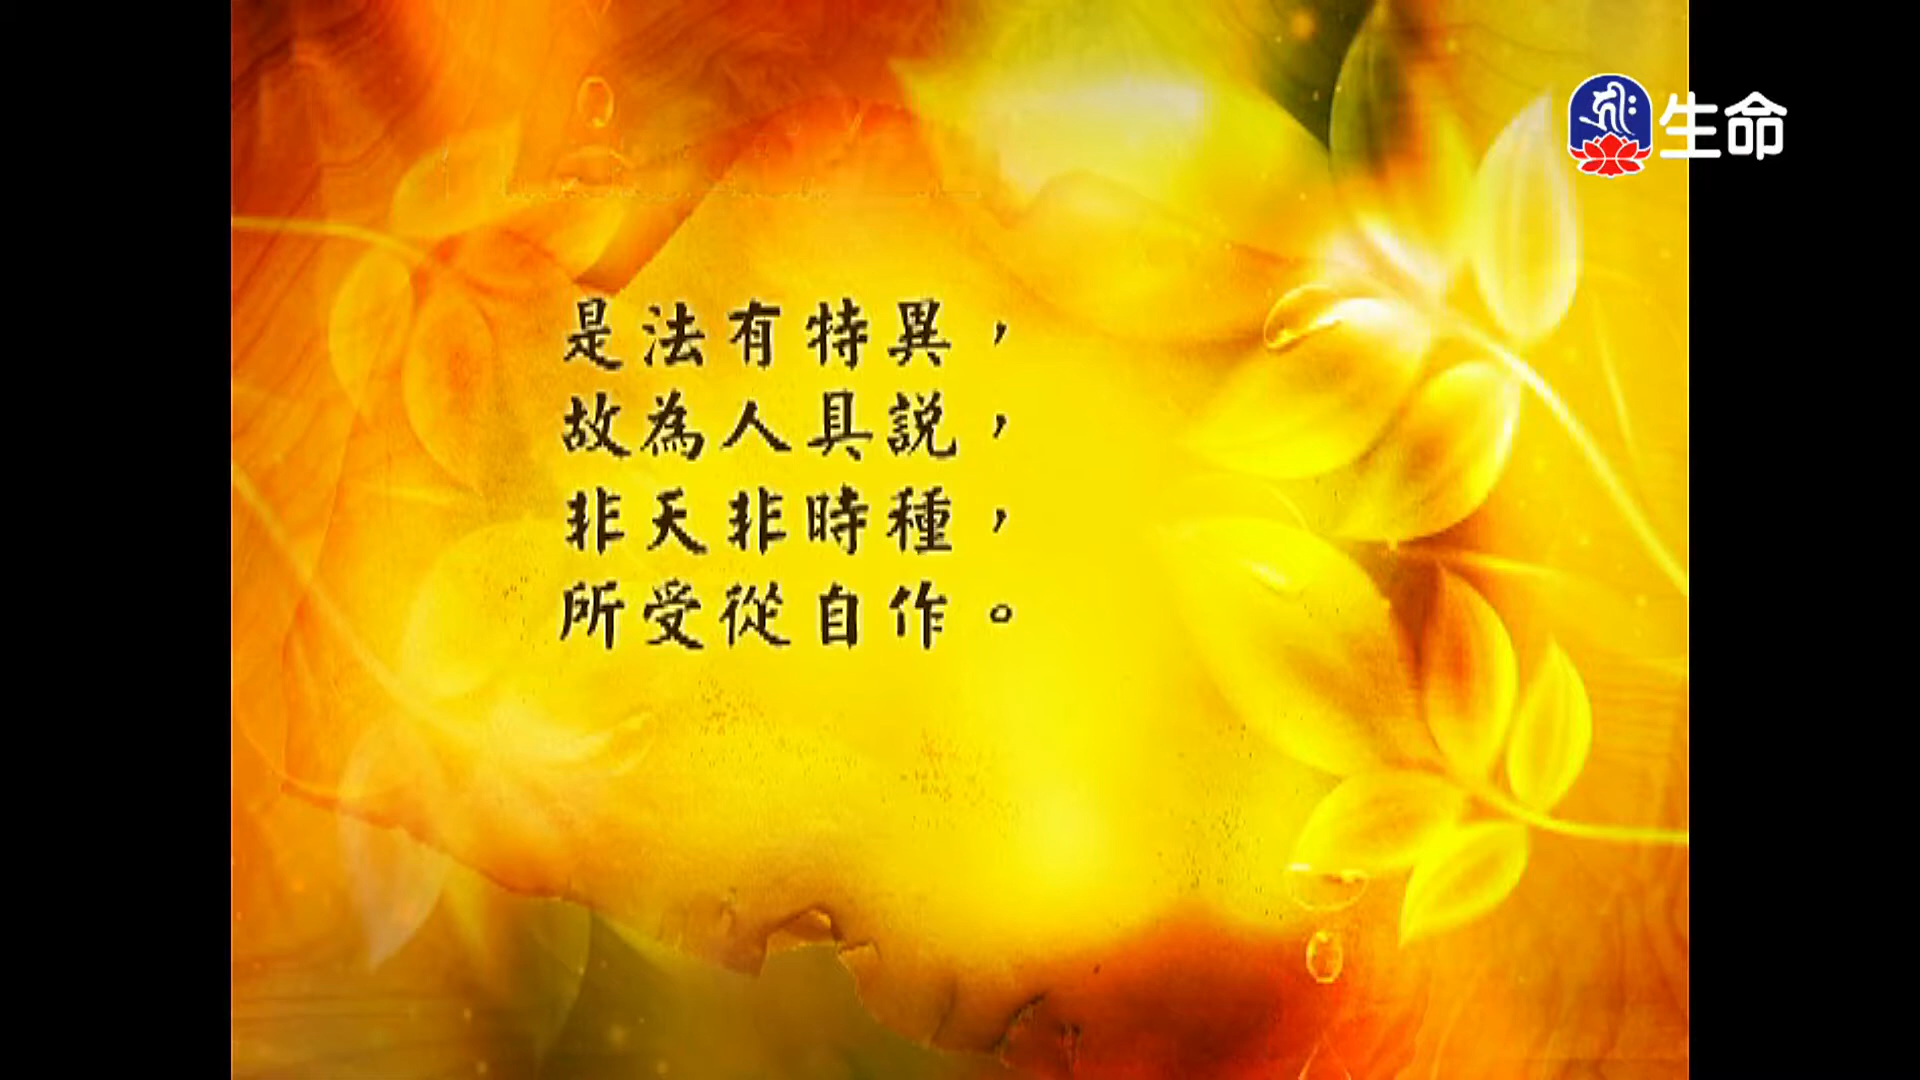 生命
是法有特異，
故為人具説，
非天非時種，
所受從自作。